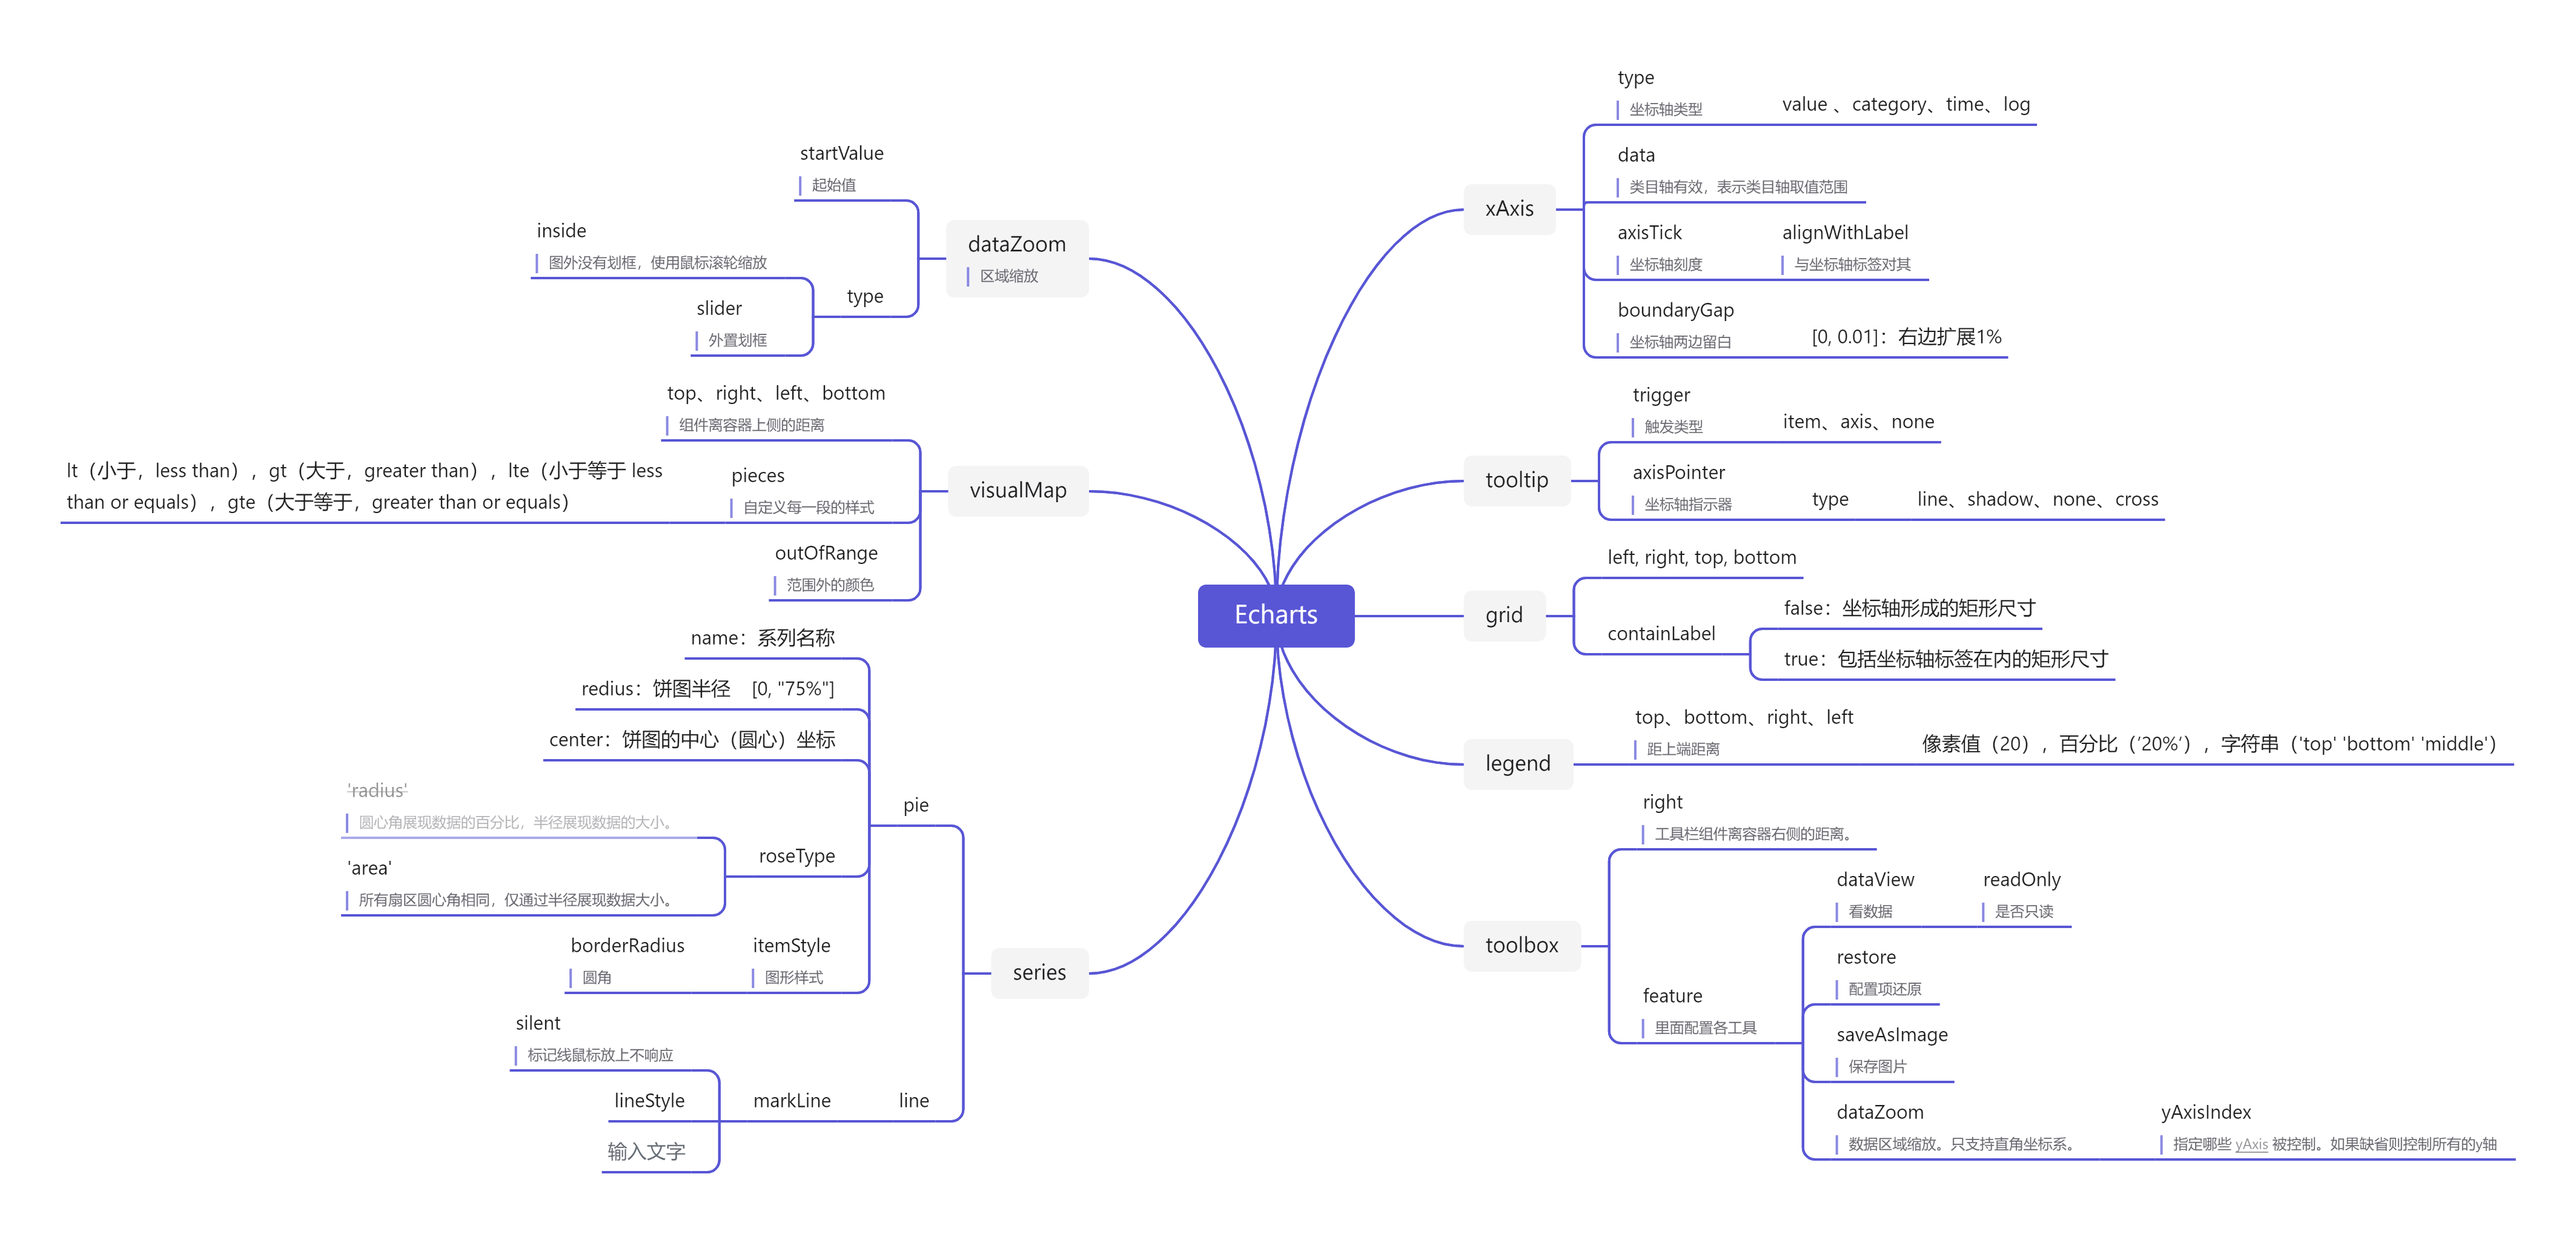 Echarts
xAxis
type
坐标轴类型
value 、category、time、log
data
类目轴有效，表示类目轴取值范围
axisTick
坐标轴刻度
alignWithLabel
与坐标轴标签对其
boundaryGap
坐标轴两边留白
[0, 0.01]：右边扩展1%
tooltip
trigger
触发类型
item、axis、none
axisPointer
坐标轴指示器
type
line、shadow、none、cross
grid
left, right, top, bottom
containLabel
false：坐标轴形成的矩形尺寸
true：包括坐标轴标签在内的矩形尺寸
legend
top、bottom、right、left
距上端距离
像素值（20），百分比（‘20%‘），字符串（'top' 'bottom' 'middle'）
toolbox
right
工具栏组件离容器右侧的距离。
feature
里面配置各工具
dataView
看数据
readOnly
是否只读
restore
配置项还原
saveAsImage
保存图片
dataZoom
数据区域缩放。只支持直角坐标系。
yAxisIndex
指定哪些 yAxis 被控制。如果缺省则控制所有的y轴
dataZoom
区域缩放
startValue
起始值
type
inside
图外没有划框，使用鼠标滚轮缩放
slider
外置划框
visualMap
top、right、left、bottom
组件离容器上侧的距离
pieces
自定义每一段的样式
lt（小于，less than），gt（大于，greater than），lte（小于等于 less
than or equals），gte（大于等于，greater than or equals）
outOfRange
范围外的颜色
series
pie
name：系列名称
redius：饼图半径 [0, "75%"]
center：饼图的中心（圆心）坐标
roseType
'radius'
圆心角展现数据的百分比，半径展现数据的大小。
'area'
所有扇区圆心角相同，仅通过半径展现数据大小。
itemStyle
图形样式
borderRadius
圆角
line
markLine
silent
标记线鼠标放上不响应
lineStyle
输入文字